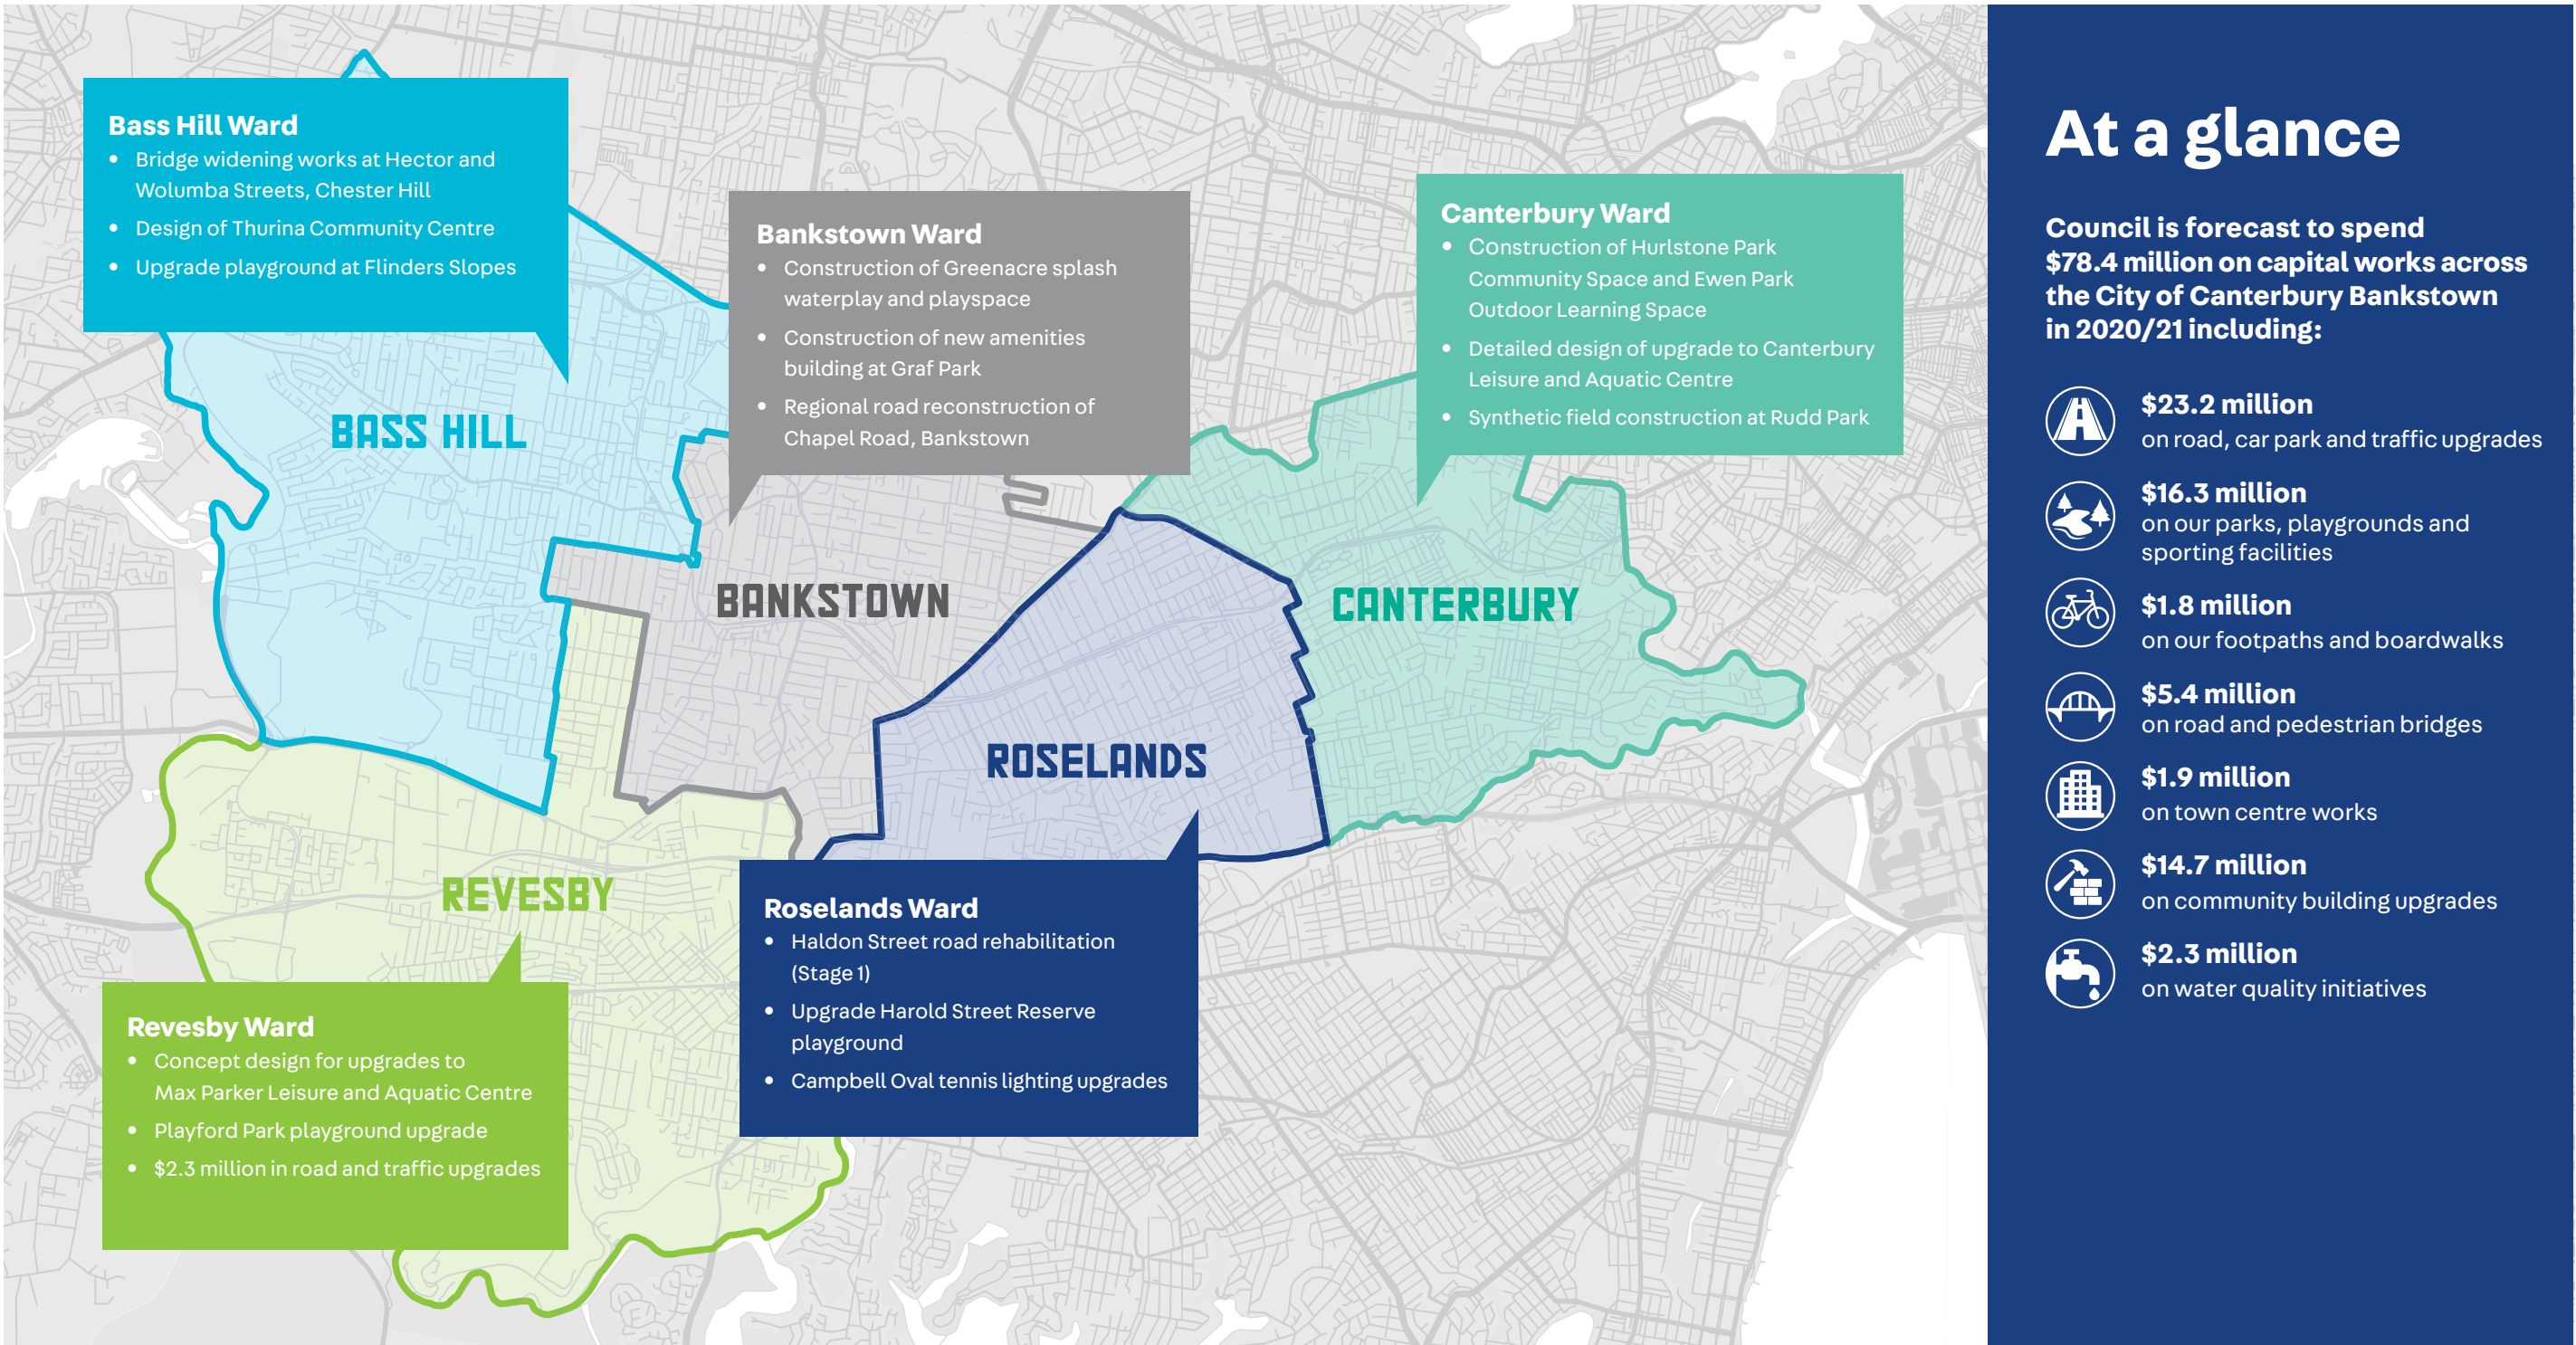 Bass Hill Ward
• Bridge widening works at Hector and
Wolumba Streets, Chester Hill
• Design of Thurina Community Centre
• Upgrade playground at Flinders Slopes
Bankstown Ward
• Construction of Greenacre splash
waterplay and playspace
• Construction of new amenities
building at Graf Park
• Regional road reconstruction of
Chapel Road, Bankstown
Canterbury Ward
• Construction of Hurlstone Park
Community Space and Ewen Park
Outdoor Learning Space
• Detailed design of upgrade to Canterbury
Leisure and Aquatic Centre
• Synthetic field construction at Rudd Park
BASS HILL
BANKSTOWN
CANTERBURY
ROSELANDS
REVESBY
Roselands Ward
• Haldon Street road rehabilitation
(Stage 1)
• Upgrade Harold Street Reserve
playground
• Campbell Oval tennis lighting upgrades
Revesby Ward
• Concept design for upgrades to
Max Parker Leisure and Aquatic Centre
• Playford Park playground upgrade
• $2.3 million in road and traffic upgrades
At a glance
Council is forecast to spend
$78.4 million on capital works across
the City of Canterbury Bankstown
in 2020/21 including:
$23.2 million
on road, car park and traffic upgrades
$16.3 million
on our parks, playgrounds and
sporting facilities
$1.8 million
on our footpaths and boardwalks
$5.4 million
on road and pedestrian bridges
$1.9 million
on town centre works
$14.7 million
on community building upgrades
$2.3 million
on water quality initiatives